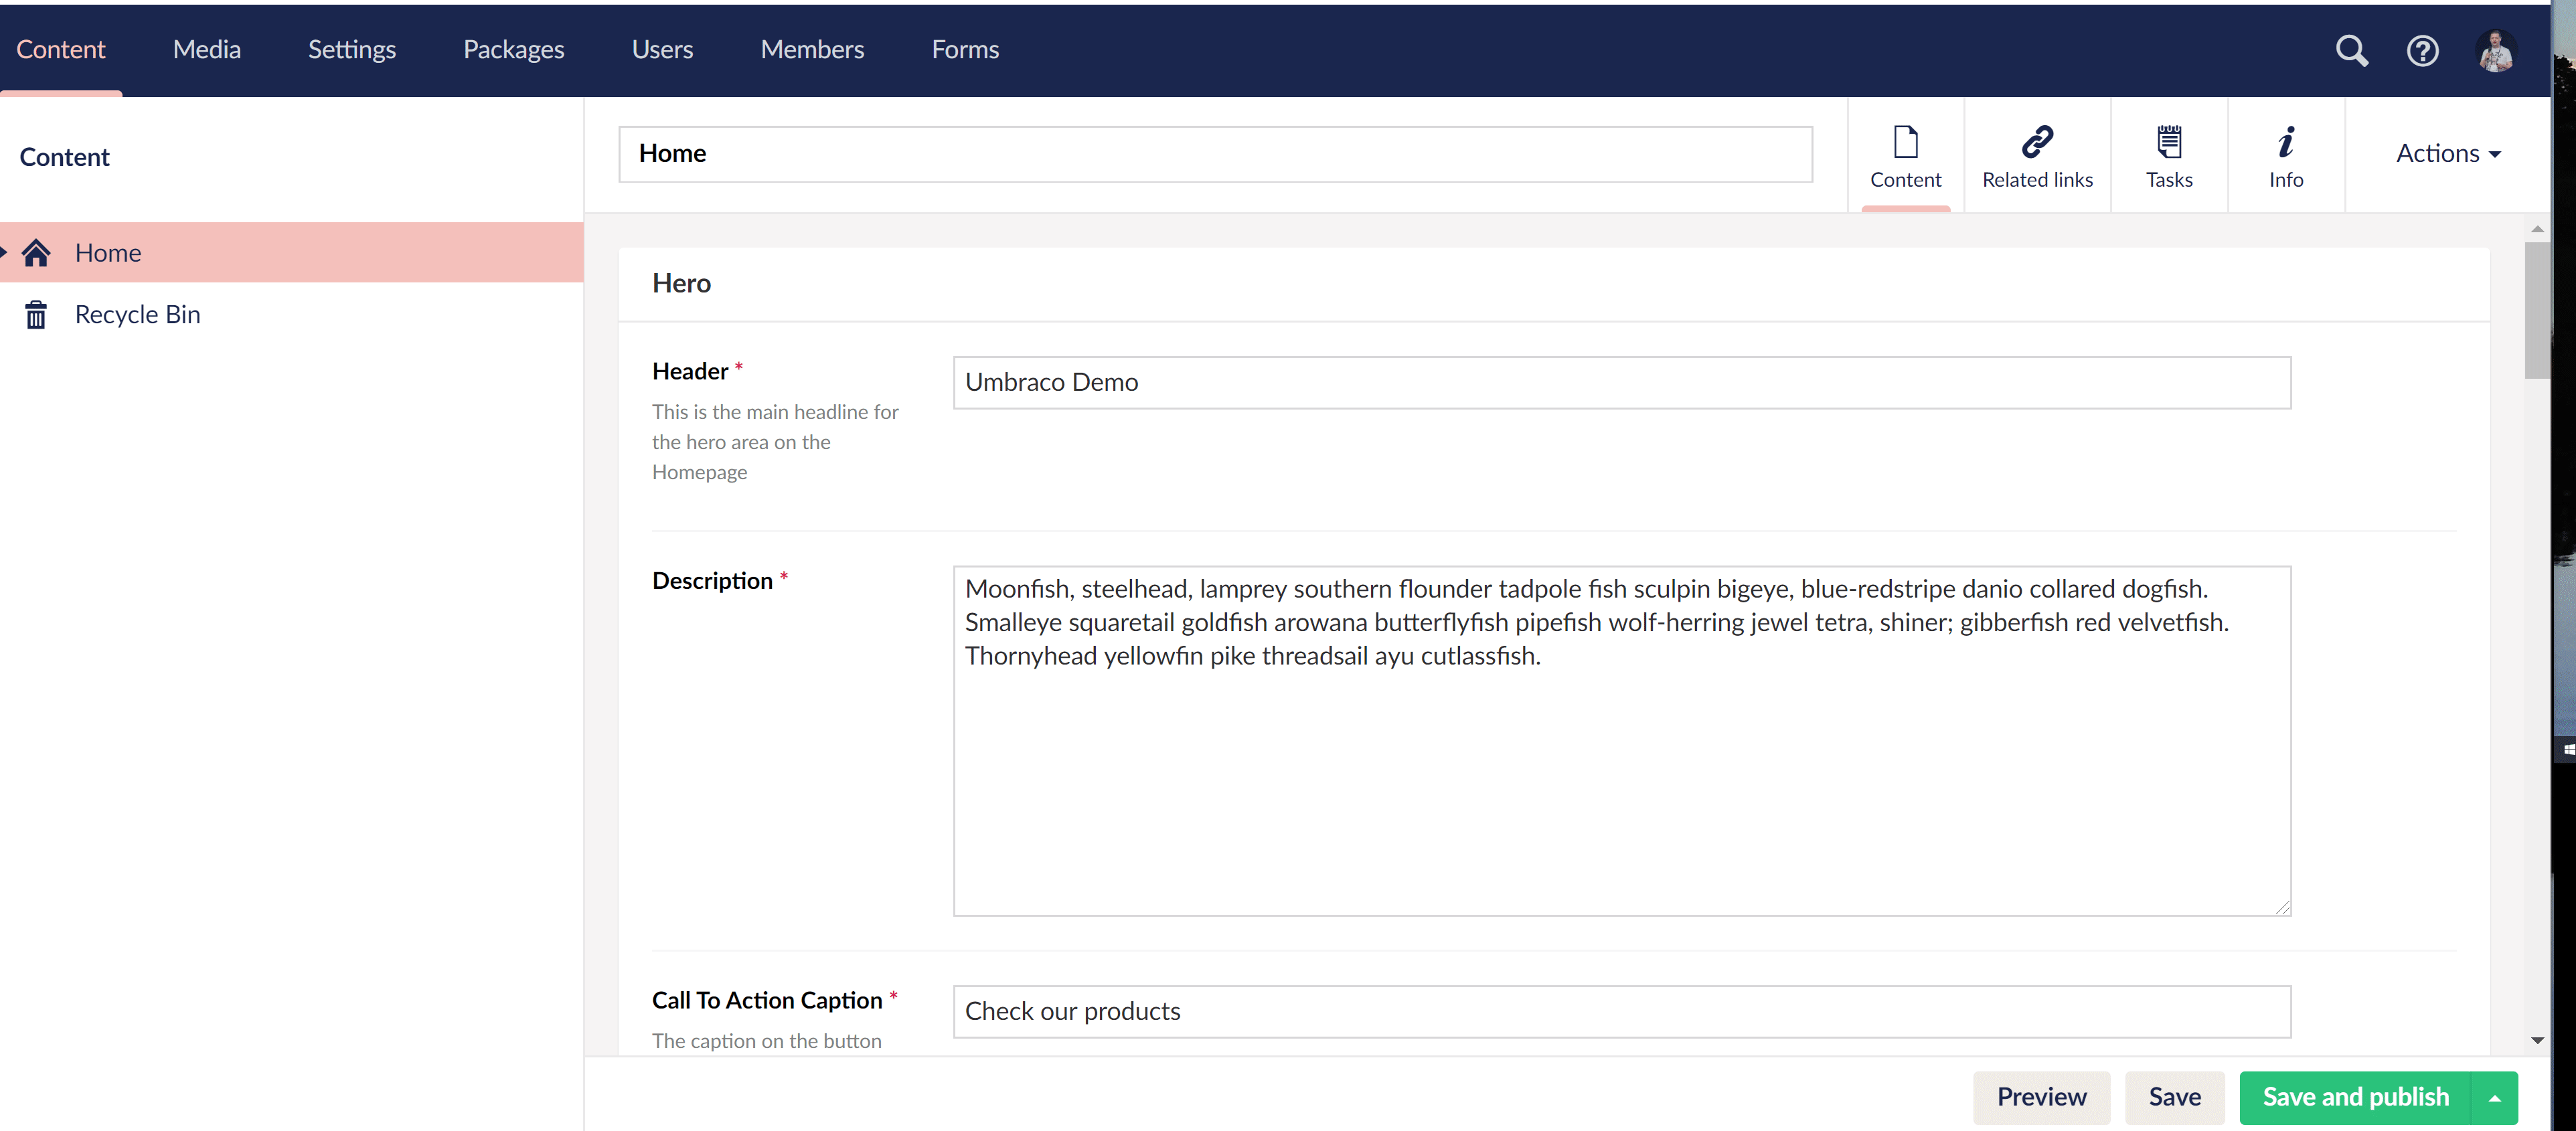 Content Media Settings Packages Users Members Forms
Content
Home
Recycle Bin
Home
Content
Related links
Tasks
Info
Actions
Hero
Header *
This is the main headline for
the hero area on the
Homepage
Umbraco Demo
Description *
Moonfish, steelhead, lamprey southern flounder tadpole fish sculpin bigeye, blue-redstripe danio collared dogfish.
Smalleye squaretail goldfish arowana butterflyfish pipefish wolf-herring jewel tetra, shiner; gibberfish red velvetfish.
Thornyhead yellowfin pike threadsail ayu cutlassfish.
Call To Action Caption *
The caption on the button
Check our products
Preview
Save
Save and publish